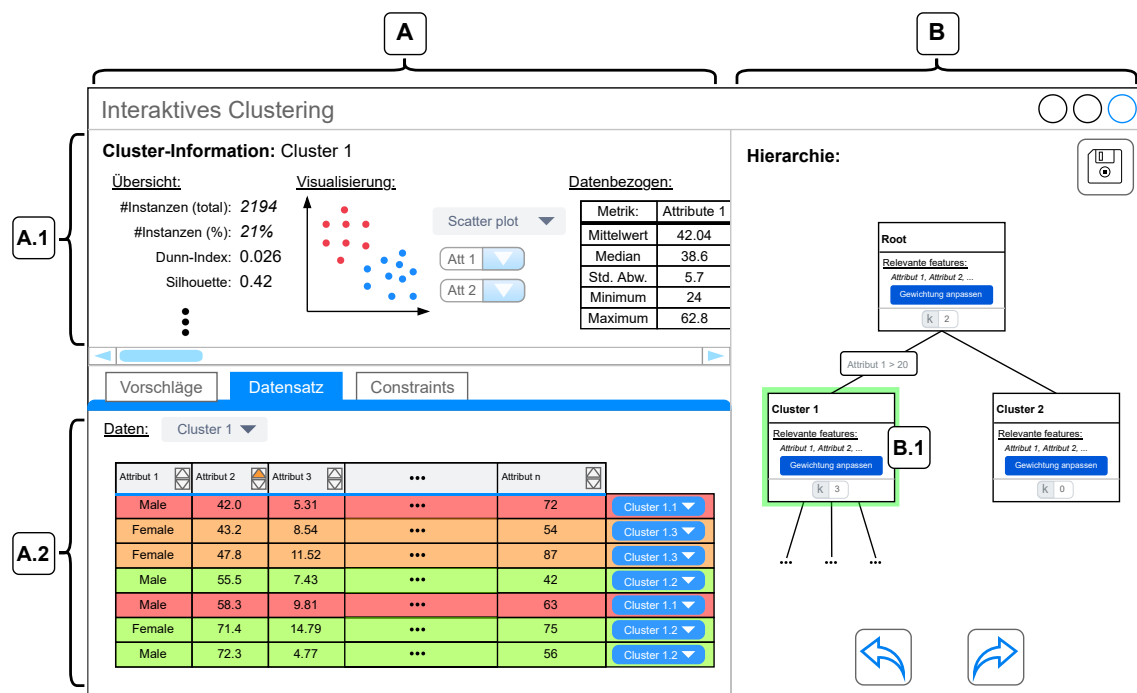 A
B
Interaktives Clustering
A.1
Cluster-Information: Cluster 1
Übersicht:
#Instanzen (total): 2194
#Instanzen (%): 21%
Dunn-Index: 0.026
Silhouette: 0.42
Visualisierung:
Scatter plot
Att 1
Att 2
Datenbezogen:
Metrik: Attribute 1
Mittelwert 42.04
Median 38.6
Std. Abw. 5.7
Minimum 24
Maximum 62.8
Vorschläge Datensatz Constraints
A.2
Daten: Cluster 1
Attribut 1 Attribut 2 Attribut 3 ••• Attribut n
Male 42.0 5.31 ••• 72 Cluster 1.1
Female 43.2 8.54 ••• 54 Cluster 1.3
Female 47.8 11.52 ••• 87 Cluster 1.3
Male 55.5 7.43 ••• 42 Cluster 1.2
Male 58.3 9.81 ••• 63 Cluster 1.1
Female 71.4 14.79 ••• 75 Cluster 1.2
Male 72.3 4.77 ••• 56 Cluster 1.2
Hierarchie:
Root
Relevante features:
Attribut 1, Attribut 2, ...
Gewichtung anpassen
k 2
Attribut 1 > 20
Cluster 1
Relevante features:
Attribut 1, Attribut 2, ...
Gewichtung anpassen
k 3
B.1
Cluster 2
Relevante features:
Attribut 1, Attribut 2, ...
Gewichtung anpassen
k 0
••• ••• •••